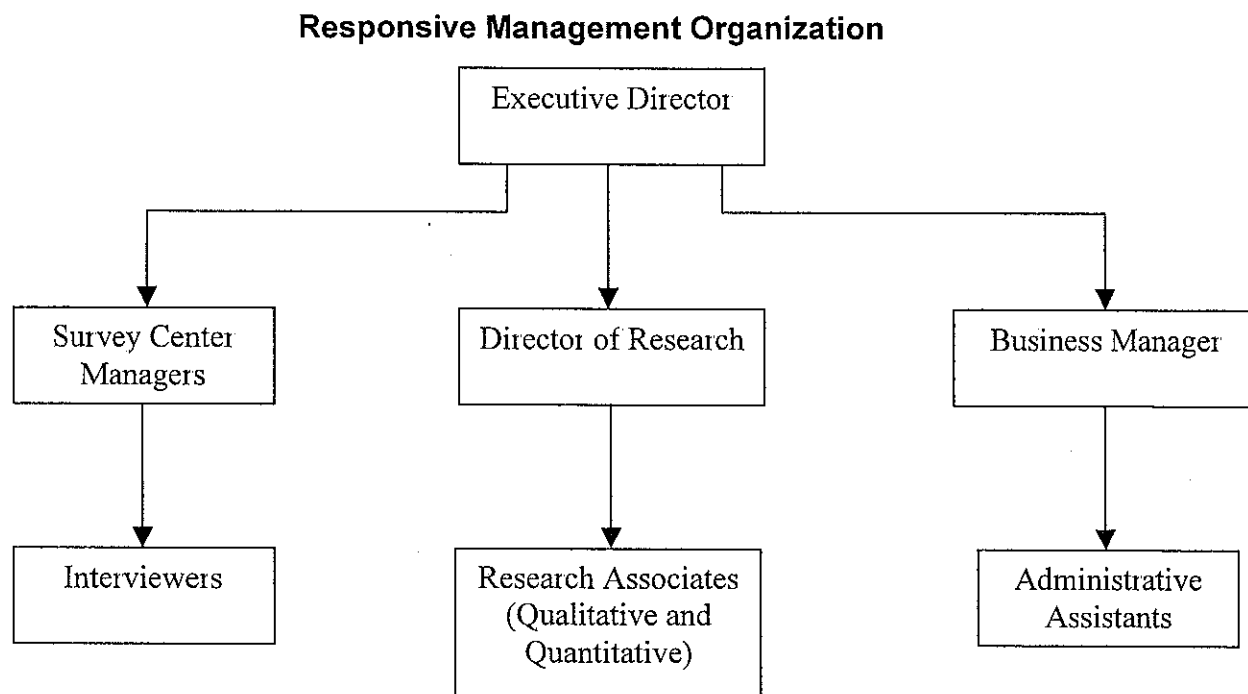 Responsive Management Organization
Executive Director
Survey Center
Managers
Director of Research
Business Manager
Interviewers
Research Associates
(Qualitative and
Quantitative)
Administrative
Assistants